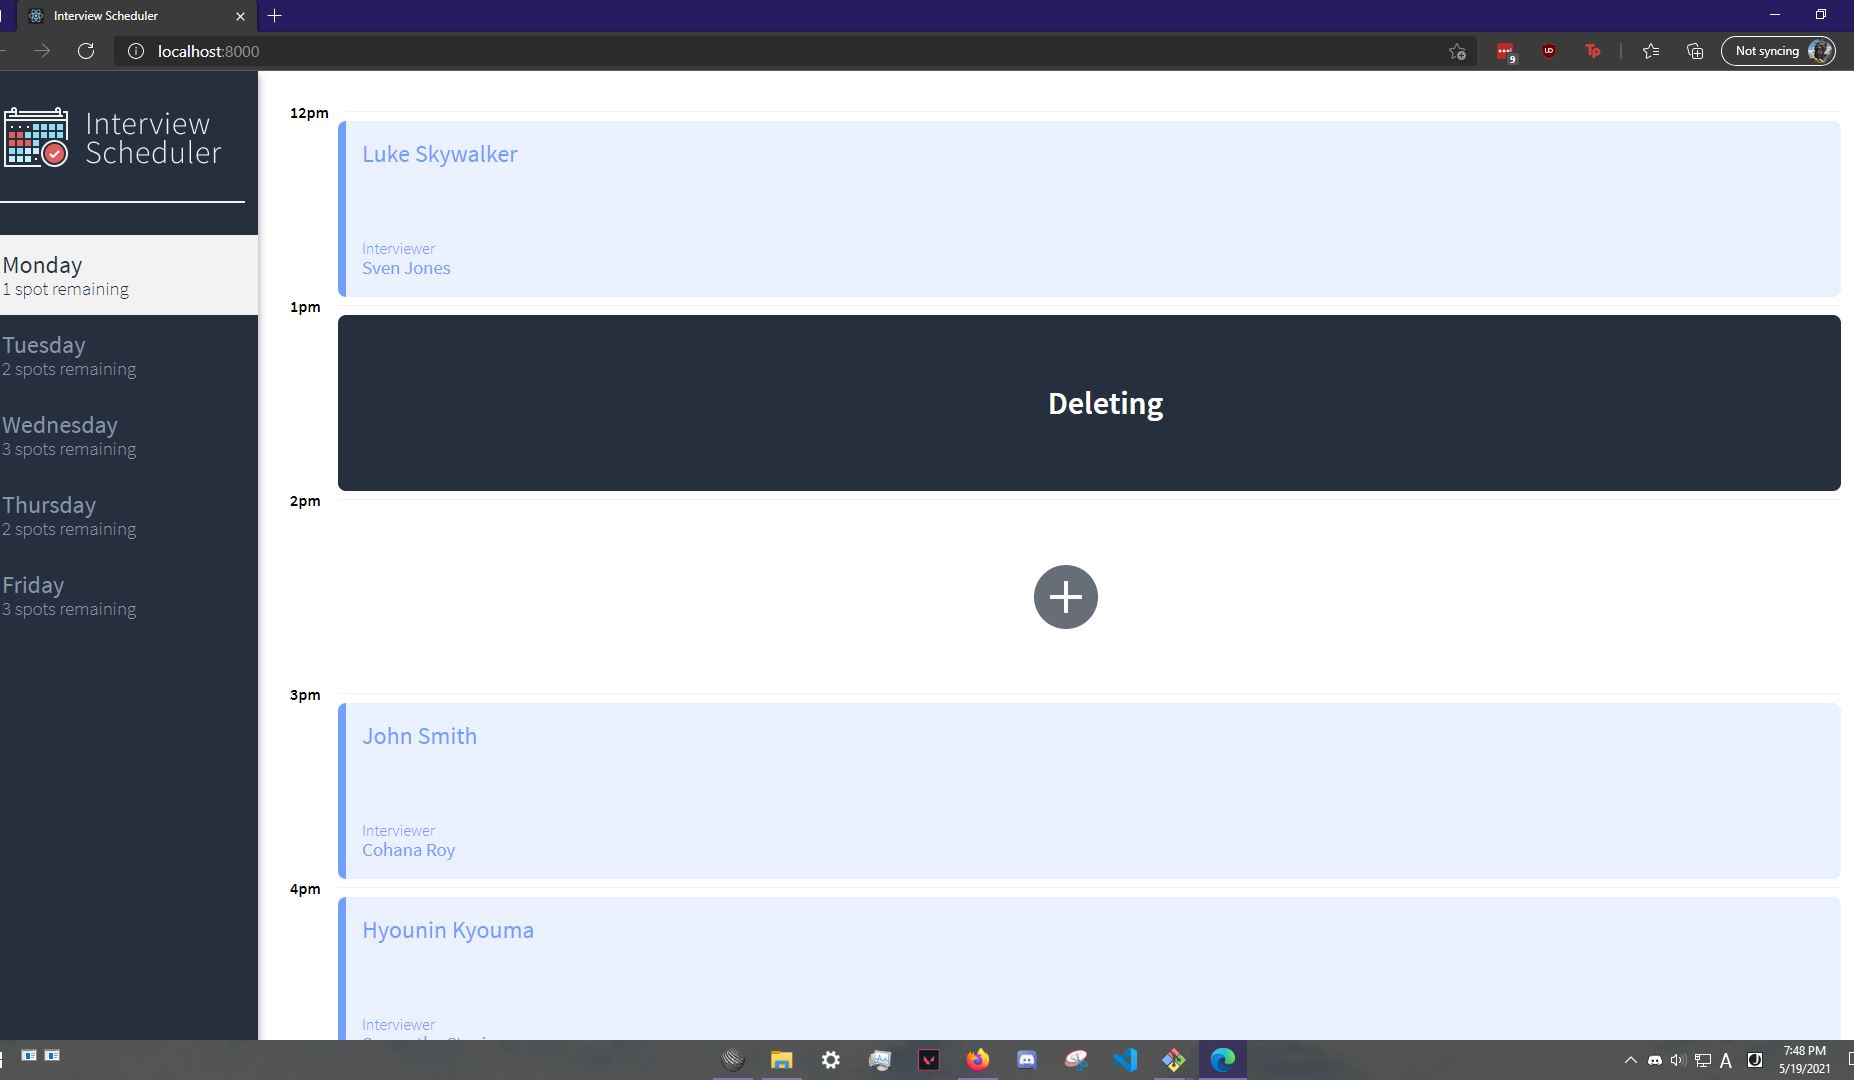 Interview Scheduler
localhost:8000
9
Not syncing
Interview
Scheduler
Monday
1 spot remaining
Tuesday
2 spots remaining
Wednesday
3 spots remaining
Thursday
2 spots remaining
Friday
3 spots remaining
12pm
Luke Skywalker
Interviewer
Sven Jones
1pm
Deleting
2pm
3pm
John Smith
Interviewer
Cohana Roy
4pm
Hyounin Kyouma
Interviewer
A
7:48 PM
5/19/2021